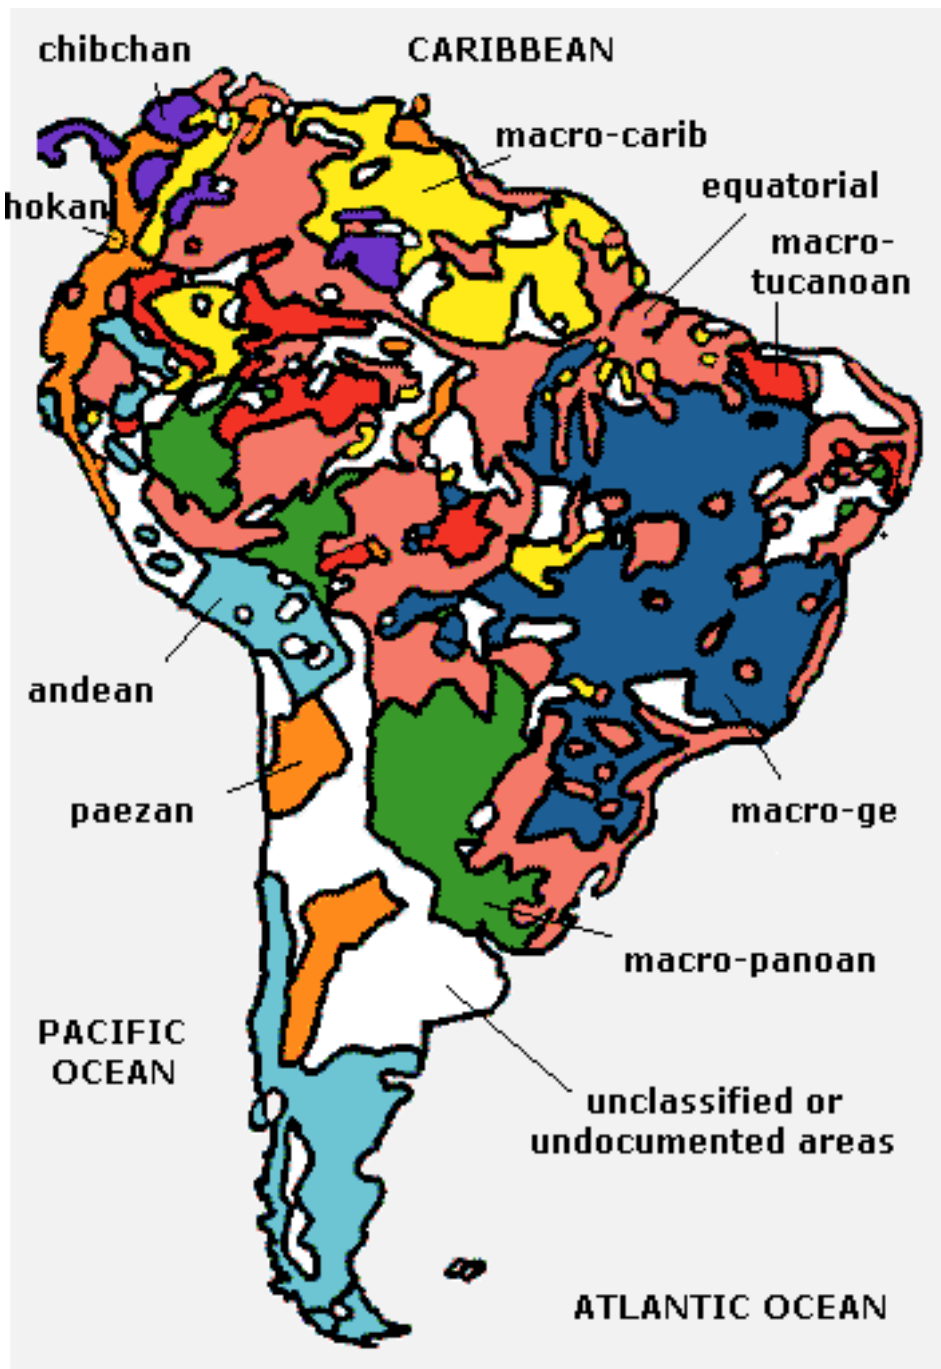 chibchan
CARIBBEAN
macro-carib
equatorial
hokan
macro-
tucanoan
andean
paezan
macro-ge
macro-panoan
PACIFIC
OCEAN
unclassified or
undocumented areas
ATLANTIC OCEAN